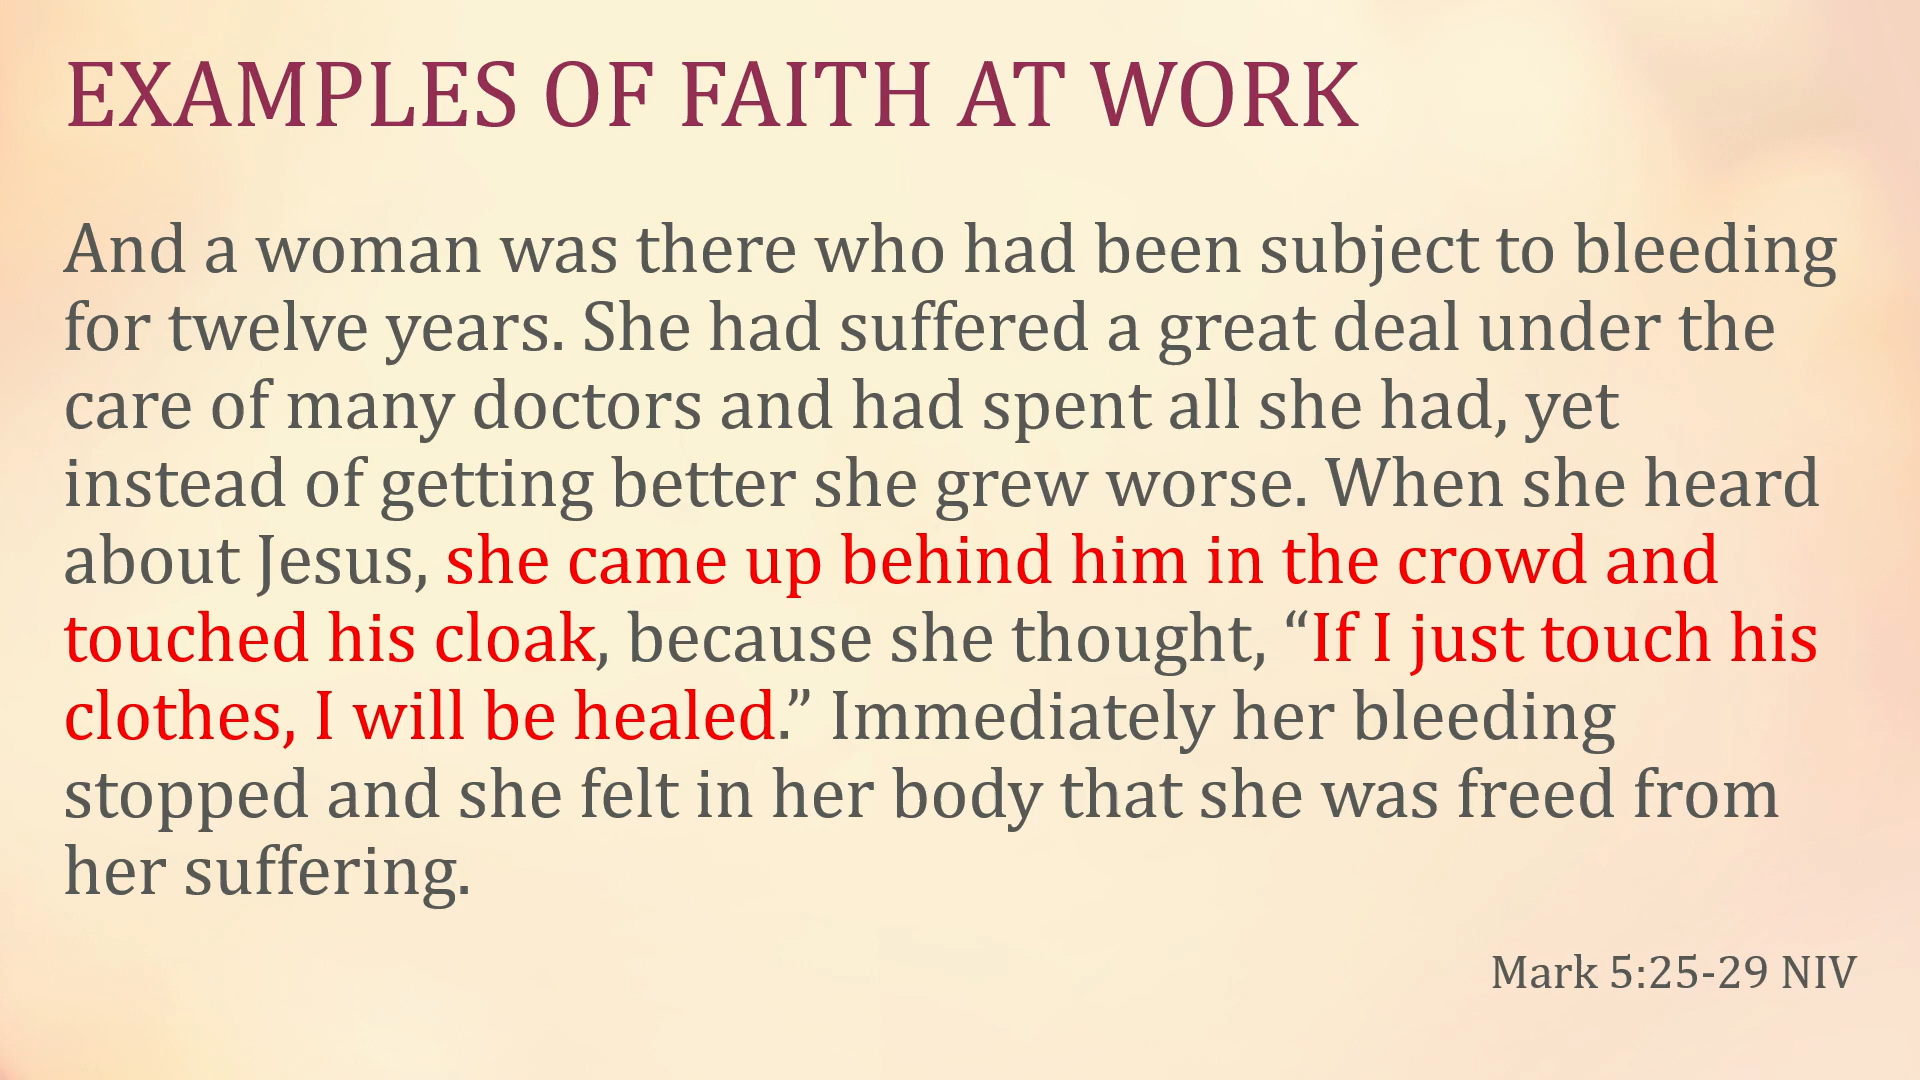 EXAMPLES OF FAITH AT WORK
And a woman was there who had been subject to bleeding
for twelve years. She had suffered a great deal under the
care of many doctors and had spent all she had, yet
instead of getting better she grew worse. When she heard
about Jesus, she came up behind him in the crowd and
touched his cloak, because she thought, “If I just touch his
clothes, I will be healed.” Immediately her bleeding
stopped and she felt in her body that she was freed from
her suffering.
Mark 5:25-29 NIV